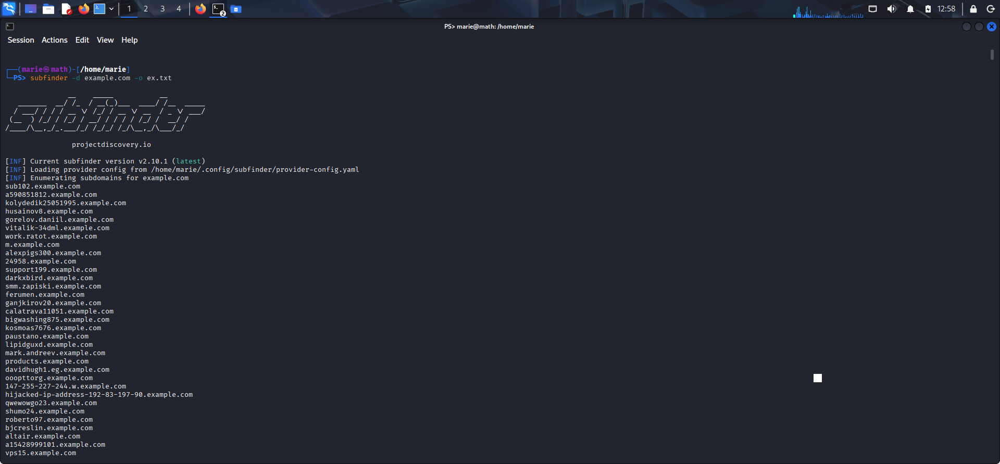 1 2 3 4 2 12:58
PS> marie@math: /home/marie
Session Actions Edit View Help
┌──(marie㉿math)-[/home/marie]
└─PS> subfinder -d example.com -o ex.txt
               __    _____           __
   _______  __/ /_  / __(_)___  ____/ /__  _____
  / ___/ / / / __ \/ /_/ / __ \/ __  / _ \/ ___/
 (__  ) /_/ / /_/ / __/ / / / / /_/ /  __/ /
/____/\__,_/_.___/_/ /_/_/ /_/\__,_/\___/_/
projectdiscovery.io
[INF] Current subfinder version v2.10.1 (latest)
[INF] Loading provider config from /home/marie/.config/subfinder/provider-config.yaml
[INF] Enumerating subdomains for example.com
sub102.example.com
a590851812.example.com
kolydedik25051995.example.com
husainov8.example.com
gorelov.daniil.example.com
vitalik-34dml.example.com
work.ratot.example.com
m.example.com
alexpigs300.example.com
24958.example.com
support199.example.com
darkxbird.example.com
smm.zapiski.example.com
ferumen.example.com
ganjkirov20.example.com
calatrava11051.example.com
bigwashing875.example.com
kosmoas7676.example.com
paustano.example.com
lipidguxd.example.com
mark.andreev.example.com
products.example.com
davidhugh1.eg.example.com
ooopttorg.example.com
147-255-227-244.w.example.com
hijacked-ip-address-192-83-197-90.example.com
qwewowgo23.example.com
shumo24.example.com
roberto97.example.com
bjcreslin.example.com
altair.example.com
a15428999101.example.com
vps15.example.com